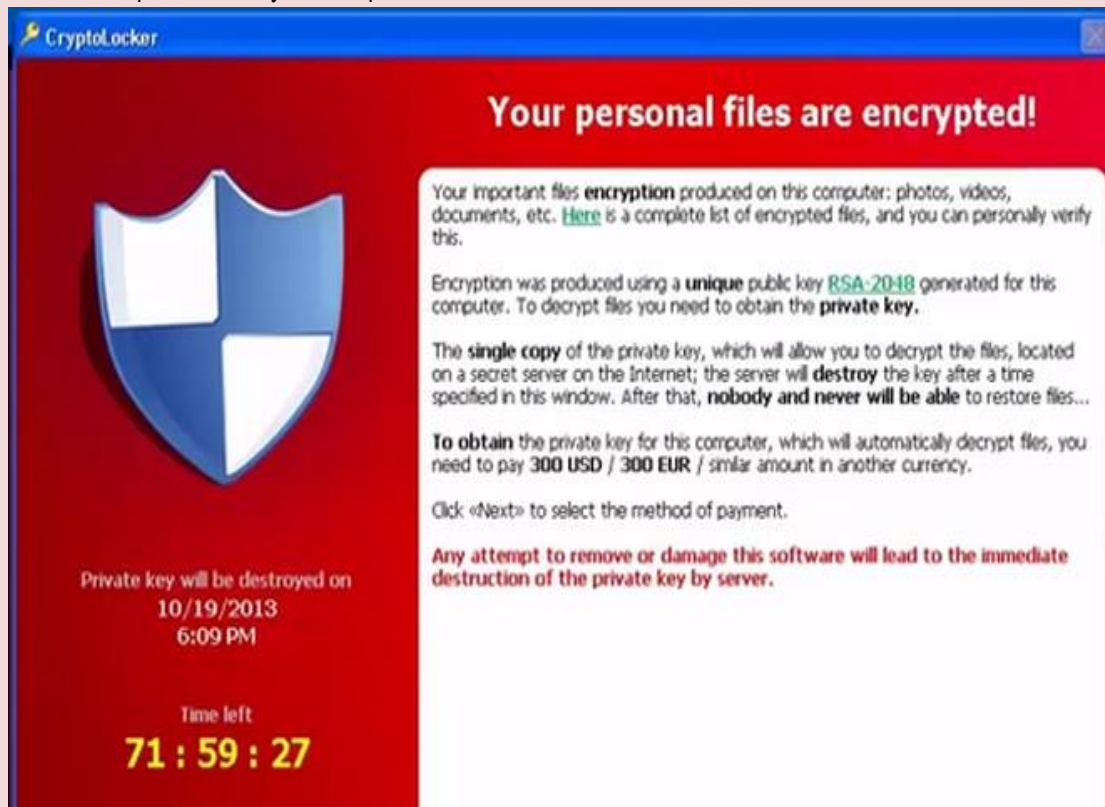 CryptoLocker
Your personal files are encrypted!
Your important files encryption produced on this computer: photos, videos,
documents, etc. Here is a complete list of encrypted files, and you can personally verify
this.
Encryption was produced using a unique public key RSA-2048 generated for this
computer. To decrypt files you need to obtain the private key.
The single copy of the private key, which will allow you to decrypt the files, located
on a secret server on the Internet; the server will destroy the key after a time
specified in this window. After that, nobody and never will be able to restore files...
To obtain the private key for this computer, which will automatically decrypt files, you
need to pay 300 USD / 300 EUR / similar amount in another currency.
Click «Next» to select the method of payment.
Any attempt to remove or damage this software will lead to the immediate
destruction of the private key by server.
Private key will be destroyed on
10/19/2013
6:09 PM
Time left
71 : 59 : 27